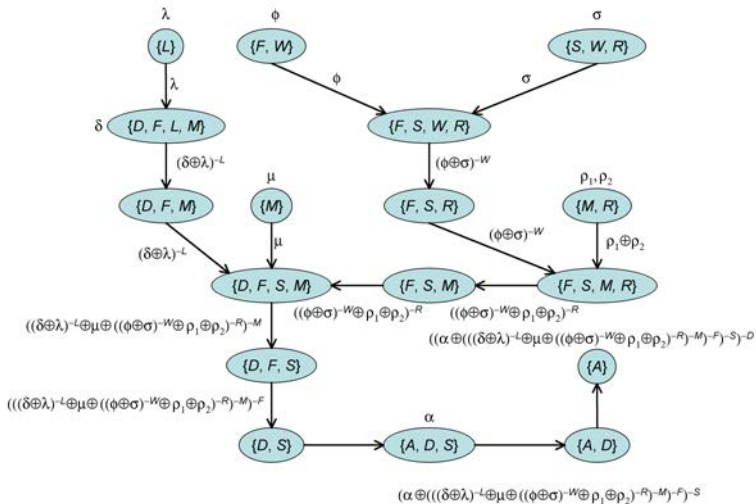 λ ϕ σ
{L} {F, W} {S, W, R}
λ ϕ σ
δ {D, F, L, M} {F, S, W, R}
(δ⊕λ)⁻ᴸ (ϕ⊕σ)⁻ᵂ
μ ρ₁, ρ₂
{D, F, M} {M} {F, S, R} {M, R}
(δ⊕λ)⁻ᴸ μ (ϕ⊕σ)⁻ᵂ ρ₁⊕ρ₂
{D, F, S, M} {F, S, M} {F, S, M, R}
((ϕ⊕σ)⁻ᵂ⊕ρ₁⊕ρ₂)⁻ᴿ ((ϕ⊕σ)⁻ᵂ⊕ρ₁⊕ρ₂)⁻ᴿ
((δ⊕λ)⁻ᴸ⊕μ⊕((ϕ⊕σ)⁻ᵂ⊕ρ₁⊕ρ₂)⁻ᴿ)⁻ᴹ ((α⊕(((δ⊕λ)⁻ᴸ⊕μ⊕((ϕ⊕σ)⁻ᵂ⊕ρ₁⊕ρ₂)⁻ᴿ)⁻ᴹ)⁻F)⁻S)⁻ᴰ
{D, F, S} {A}
(((δ⊕λ)⁻ᴸ⊕μ⊕((ϕ⊕σ)⁻ᵂ⊕ρ₁⊕ρ₂)⁻ᴿ)⁻ᴹ)⁻F
α
{D, S} {A, D, S} {A, D}
(α⊕(((δ⊕λ)⁻ᴸ⊕μ⊕((ϕ⊕σ)⁻ᵂ⊕ρ₁⊕ρ₂)⁻ᴿ)⁻ᴹ)⁻F)⁻S